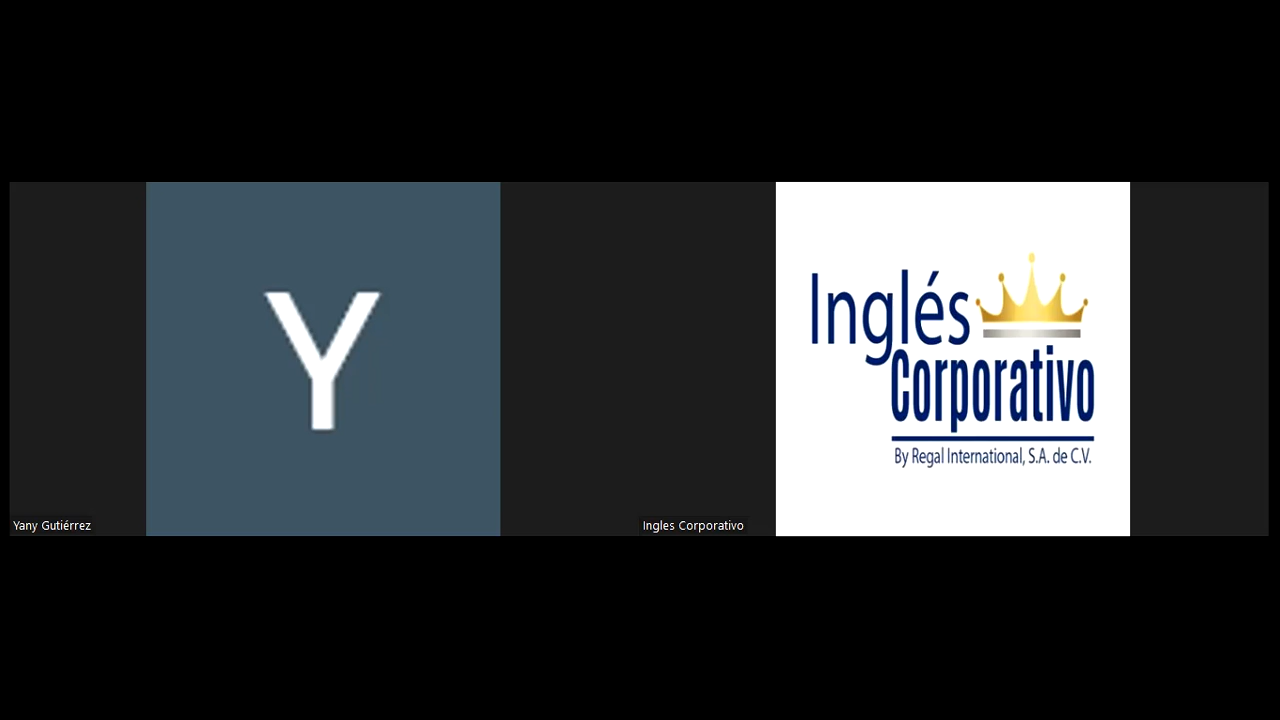 Y
Yany Gutiérrez
Inglés
Corporativo
By Regal International, S.A. de C.V.
Ingles Corporativo